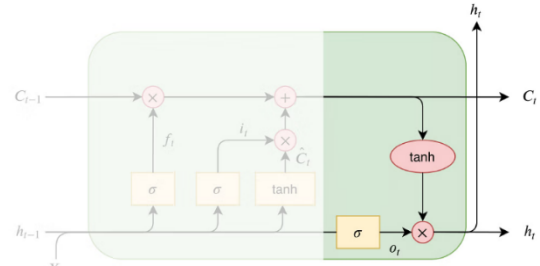 h_t
C_{t-1} × + C_t
f_t i_t × Ĉ_t tanh
σ σ tanh
h_{t-1} σ o_t × h_t